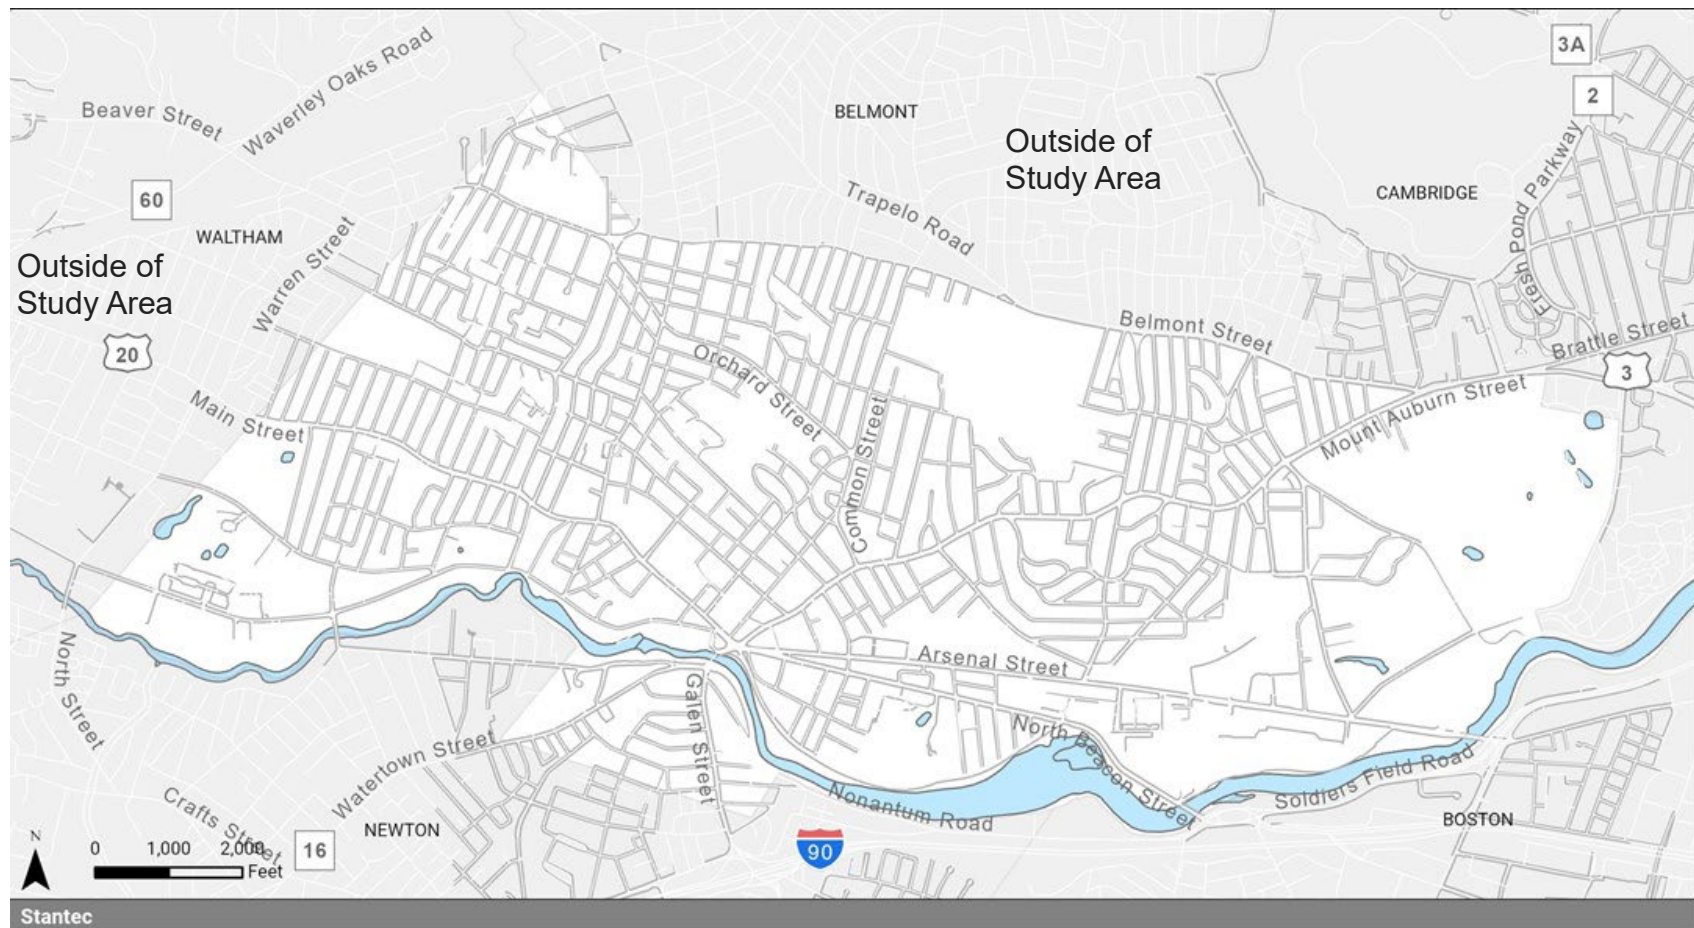 3A
2
Waverley Oaks Road
Beaver Street
BELMONT
Outside of
Study Area
Fresh Pond Parkway
60
CAMBRIDGE
Trapelo Road
WALTHAM
Warren Street
Outside of
Study Area
20
Belmont Street
Brattle Street
3
Orchard Street
Main Street
Mount Auburn Street
Common Street
North Street
Arsenal Street
Galen Street
North Beacon Street
Watertown Street
Soldiers Field Road
Nonantum Road
Crafts Street
NEWTON
BOSTON
16
90
N
0 1,000 2,000
Feet
Stantec